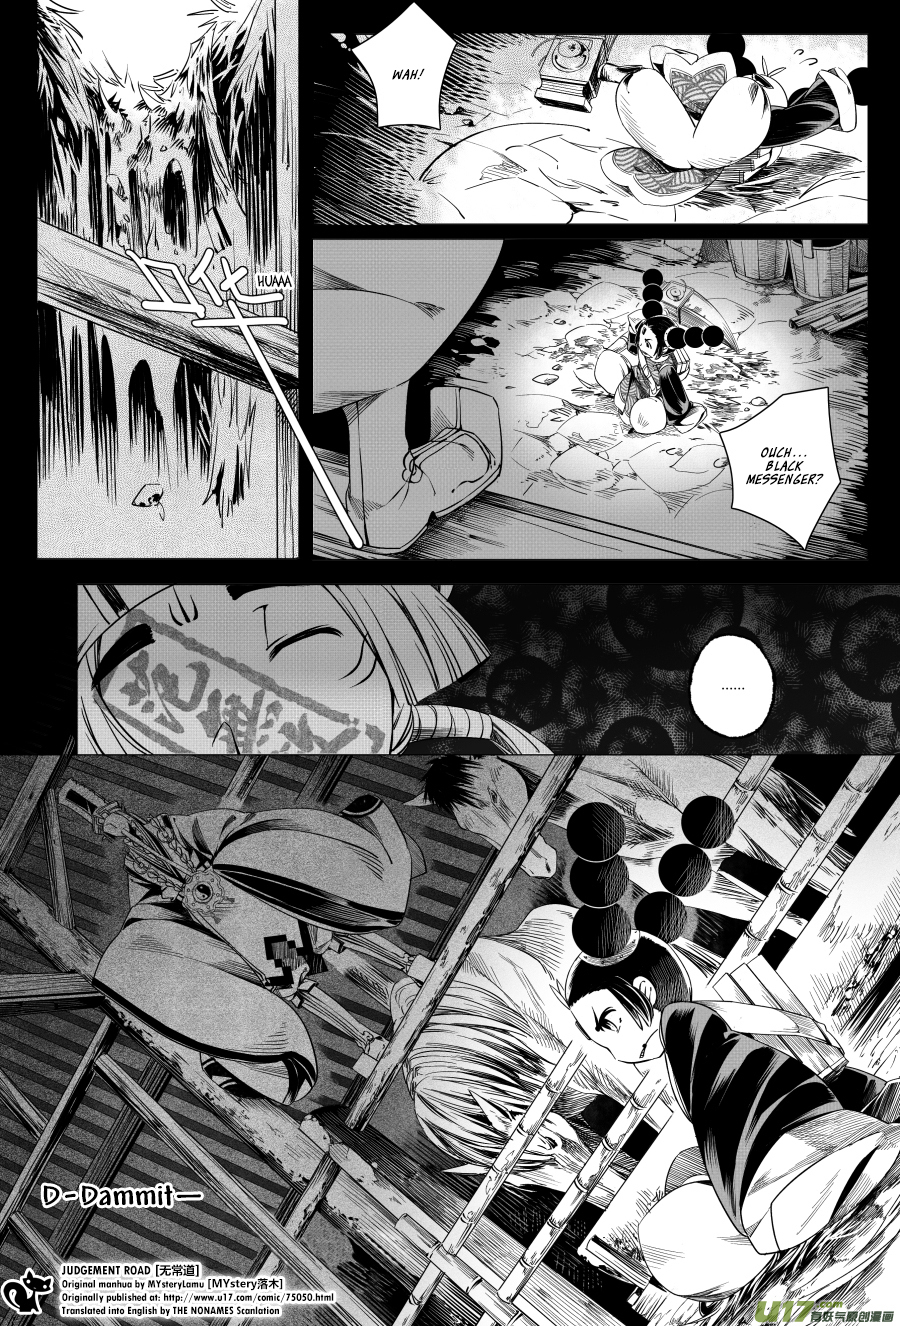 WAH!
HUAAA
OUCH...
BLACK
MESSENGER?
......
D-Dammit—
JUDGEMENT ROAD [无常道]
Original manhua by MYsteryLamu [MYstery落木]
Originally published at: http://www.u17.com/comic/75050.html
Translated into English by THE NONAMES Scanlation
U17.com
有妖气原创漫画